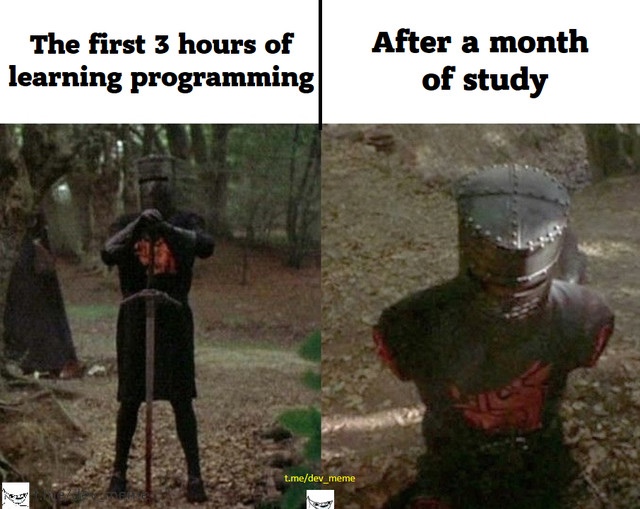 The first 3 hours of
learning programming
After a month
of study
t.me/dev_meme